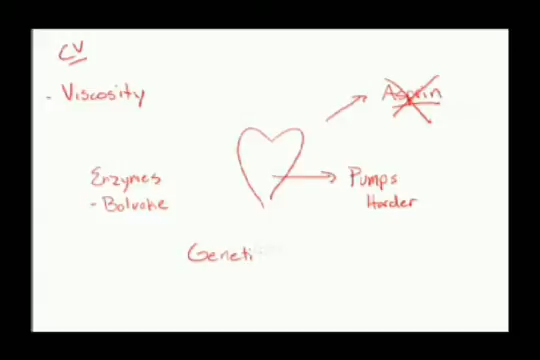 CV
- Viscosity
Aspirin
Enzymes
- Bolvoke
Pumps
Harder
Geneti